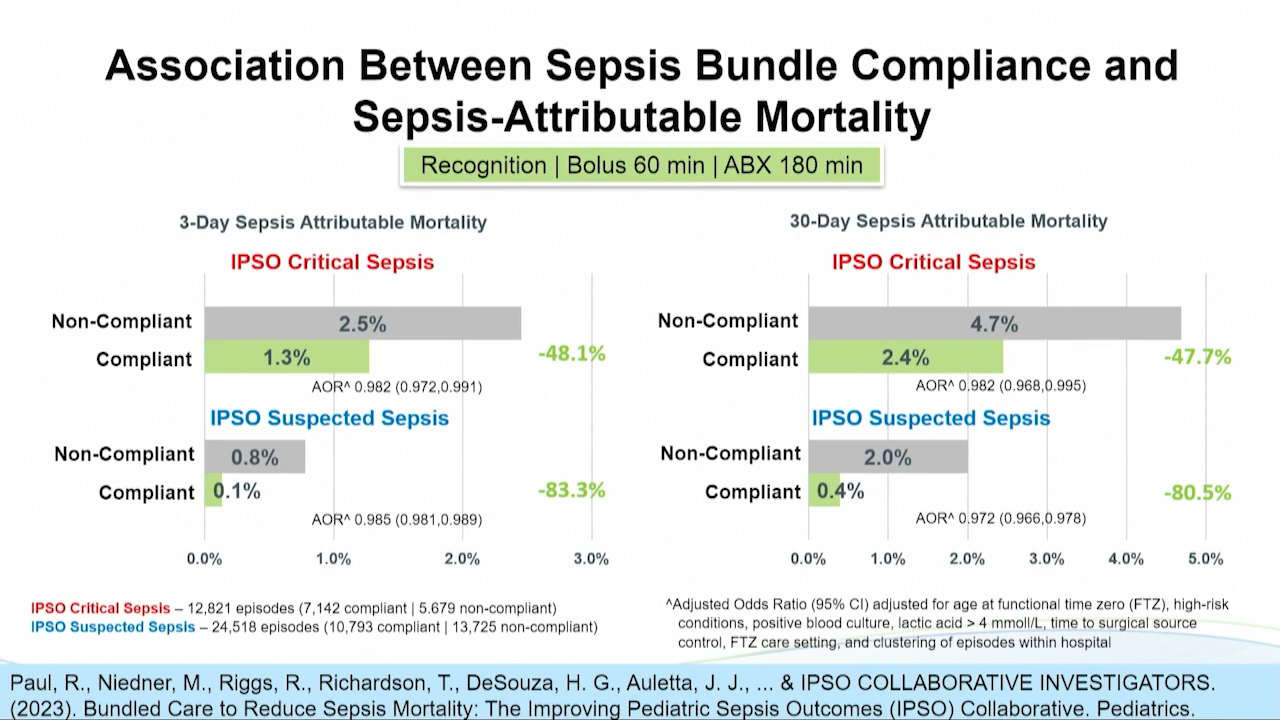 Association Between Sepsis Bundle Compliance and
Sepsis-Attributable Mortality
Recognition | Bolus 60 min | ABX 180 min
3-Day Sepsis Attributable Mortality
IPSO Critical Sepsis
Non-Compliant
2.5%
Compliant
1.3%
-48.1%
AOR^ 0.982 (0.972,0.991)
IPSO Suspected Sepsis
Non-Compliant
0.8%
Compliant
0.1%
-83.3%
AOR^ 0.985 (0.981,0.989)
0.0% 1.0% 2.0% 3.0%
30-Day Sepsis Attributable Mortality
IPSO Critical Sepsis
Non-Compliant
4.7%
Compliant
2.4%
-47.7%
AOR^ 0.982 (0.968,0.995)
IPSO Suspected Sepsis
Non-Compliant
2.0%
Compliant
0.4%
-80.5%
AOR^ 0.972 (0.966,0.978)
0.0% 1.0% 2.0% 3.0% 4.0% 5.0%
IPSO Critical Sepsis – 12,821 episodes (7,142 compliant | 5.679 non-compliant)
IPSO Suspected Sepsis – 24,518 episodes (10,793 compliant | 13,725 non-compliant)
^Adjusted Odds Ratio (95% CI) adjusted for age at functional time zero (FTZ), high-risk
conditions, positive blood culture, lactic acid > 4 mmoll/L, time to surgical source
control, FTZ care setting, and clustering of episodes within hospital
Paul, R., Niedner, M., Riggs, R., Richardson, T., DeSouza, H. G., Auletta, J. J., ... & IPSO COLLABORATIVE INVESTIGATORS.
(2023). Bundled Care to Reduce Sepsis Mortality: The Improving Pediatric Sepsis Outcomes (IPSO) Collaborative. Pediatrics.